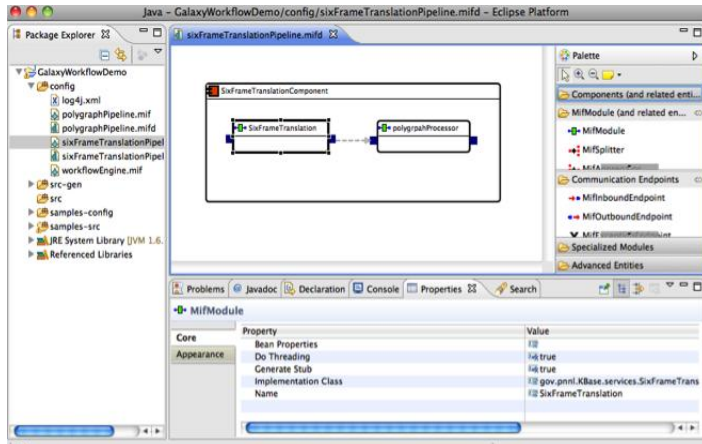 Java - GalaxyWorkflowDemo/config/sixFrameTranslationPipeline.mifd - Eclipse Platform
Package Explorer
GalaxyWorkflowDemo
config
log4j.xml
polygraphPipeline.mif
polygraphPipeline.mifd
sixFrameTranslationPipel
sixFrameTranslationPipel
workflowEngine.mif
src-gen
src
samples-config
samples-src
JRE System Library [JVM 1.6.
Referenced Libraries
sixFrameTranslationPipeline.mifd
SixFrameTranslationComponent
SixFrameTranslation
polygrpahProcessor
Palette
Components (and related enti...
MifModule (and related en...
MifModule
MifSplitter
Communication Endpoints
MifInboundEndpoint
MifOutboundEndpoint
Specialized Modules
Advanced Entities
Problems Javadoc Declaration Console Properties Search
MifModule
Core
Appearance
Property Value
Bean Properties
Do Threading true
Generate Stub true
Implementation Class gov.pnnl.KBase.services.SixFrameTrans
Name SixFrameTranslation